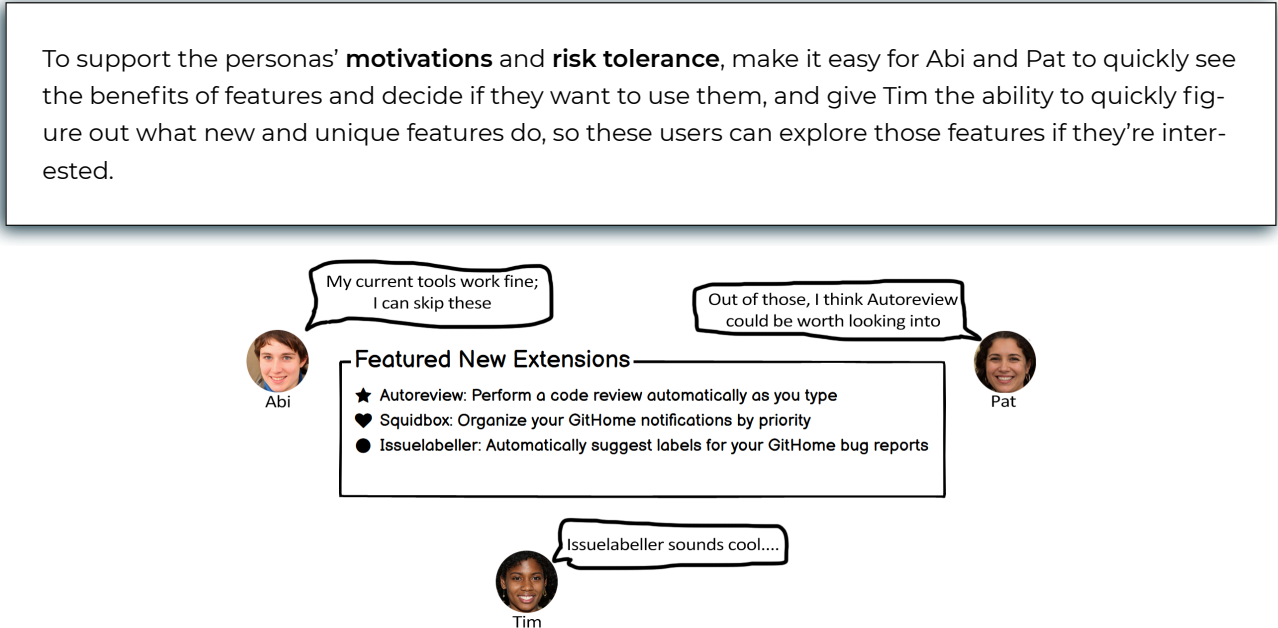 To support the personas’ motivations and risk tolerance, make it easy for Abi and Pat to quickly see
the benefits of features and decide if they want to use them, and give Tim the ability to quickly fig-
ure out what new and unique features do, so these users can explore those features if they’re inter-
ested.
My current tools work fine;
I can skip these
Out of those, I think Autoreview
could be worth looking into
Abi
Pat
Featured New Extensions
Autoreview: Perform a code review automatically as you type
Squidbox: Organize your GitHome notifications by priority
Issuelabeller: Automatically suggest labels for your GitHome bug reports
Issuelabeller sounds cool....
Tim